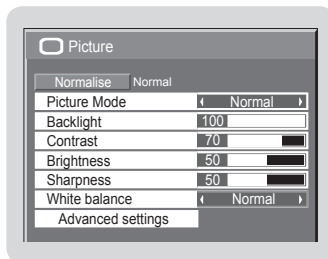 Picture
Normalise Normal
Picture Mode Normal
Backlight 100
Contrast 70
Brightness 50
Sharpness 50
White balance Normal
Advanced settings